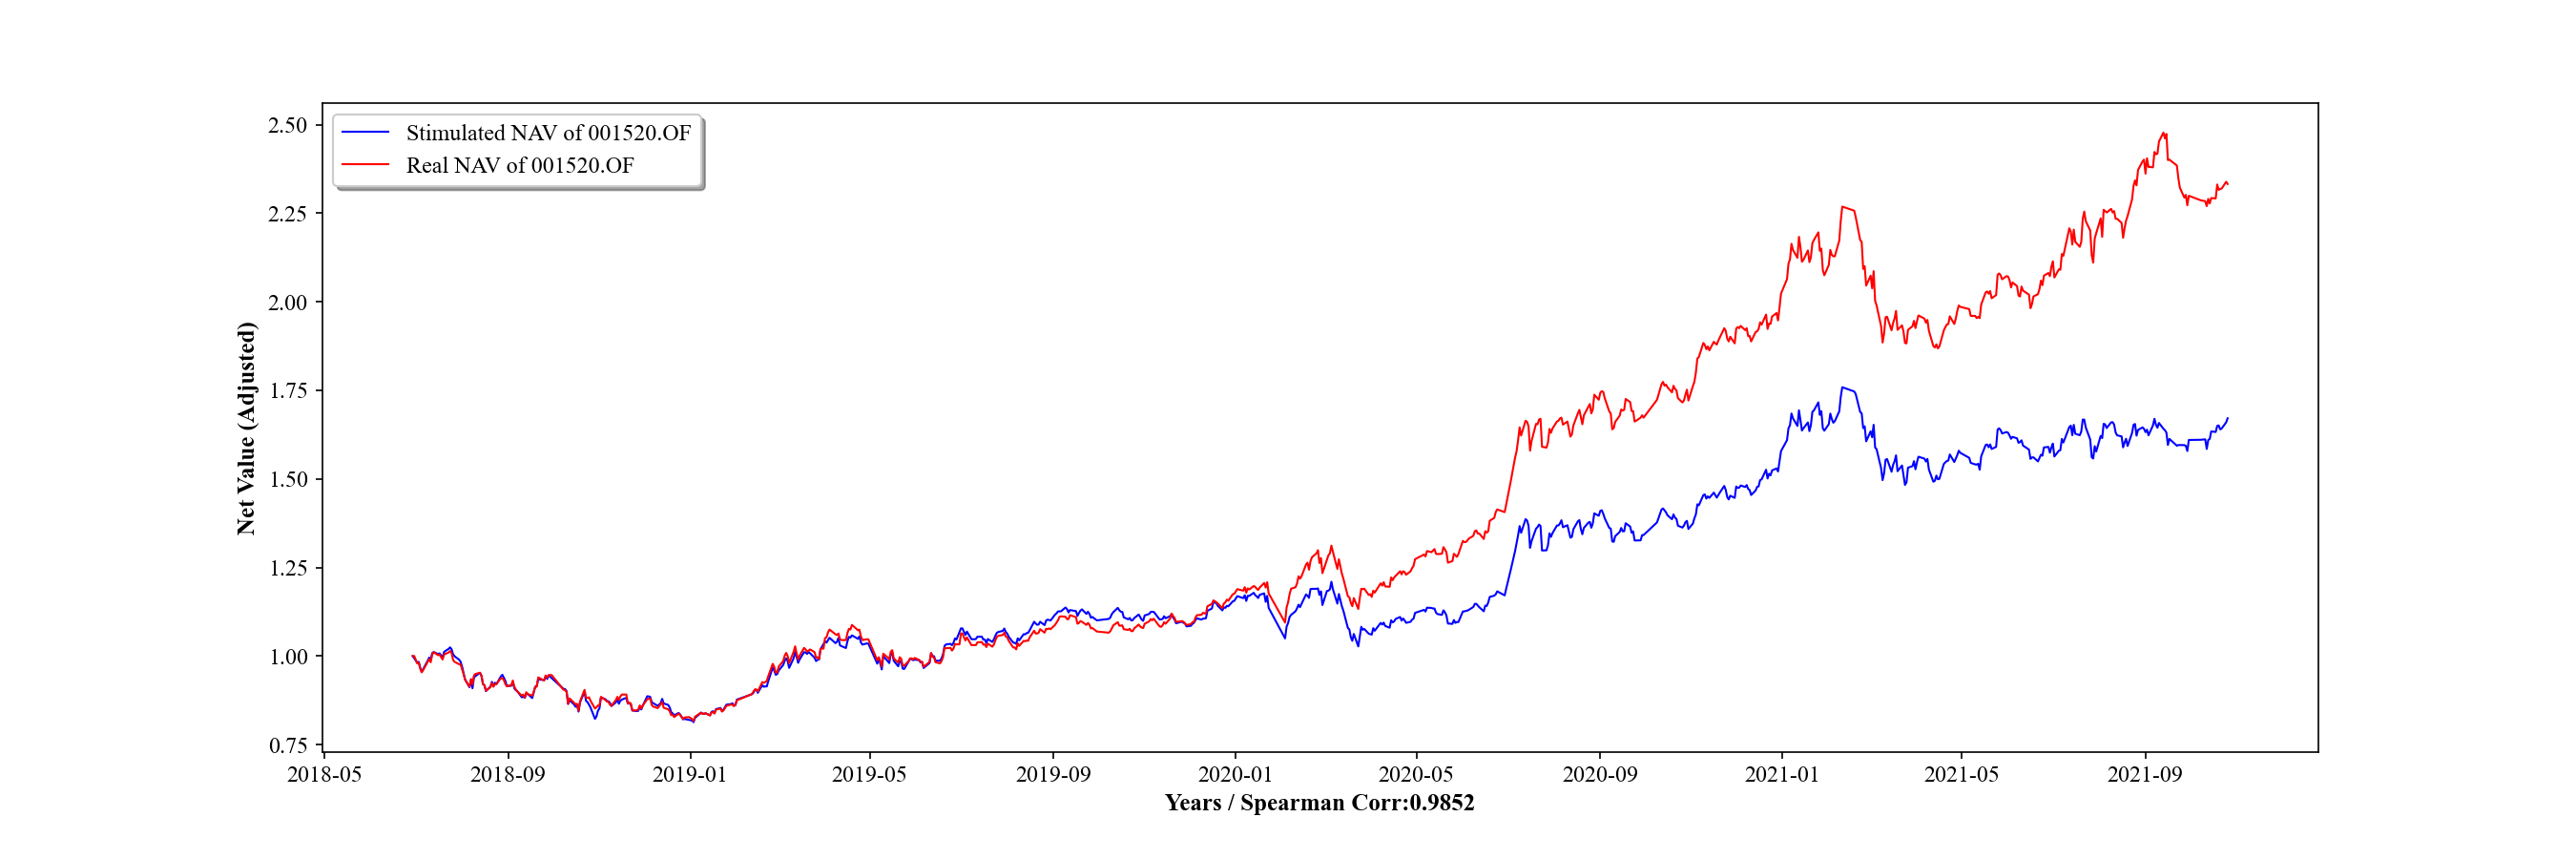 Stimulated NAV of 001520.OF
Real NAV of 001520.OF
2.50
2.25
2.00
1.75
1.50
1.25
1.00
0.75
Net Value (Adjusted)
2018-05 2018-09 2019-01 2019-05 2019-09 2020-01 2020-05 2020-09 2021-01 2021-05 2021-09
Years / Spearman Corr:0.9852